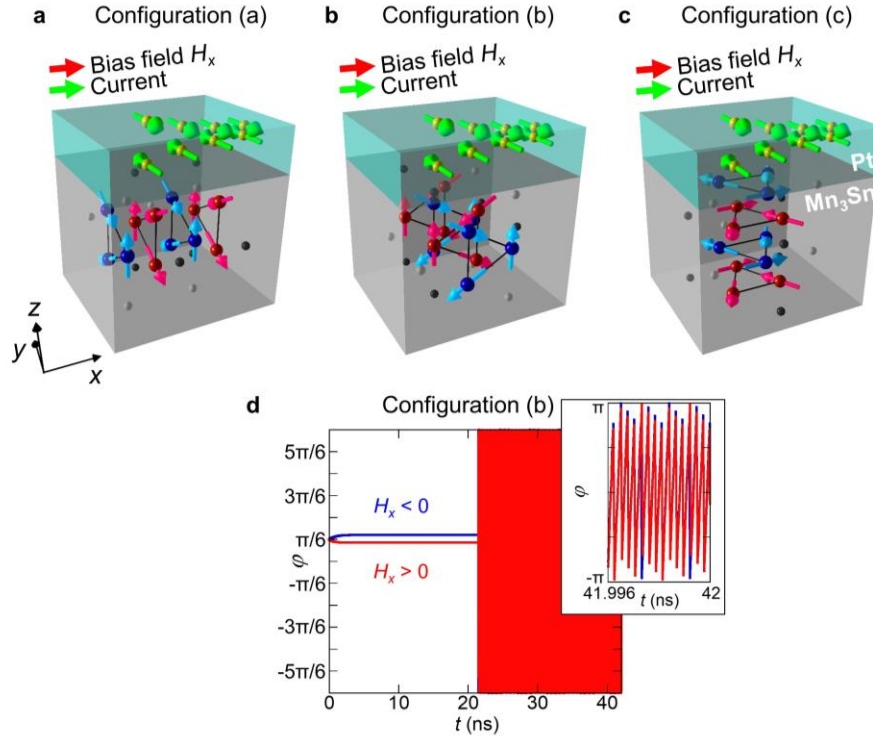 a Configuration (a)
Bias field Hx
Current
b Configuration (b)
Bias field Hx
Current
c Configuration (c)
Bias field Hx
Current
Pt
Mn3Sn
z
y
x
d Configuration (b)
5π/6
3π/6
π/6
-π/6
-3π/6
-5π/6
φ
Hx < 0
Hx > 0
0 10 20 30 40
t (ns)
π
φ
-π
41.996 42
t (ns)